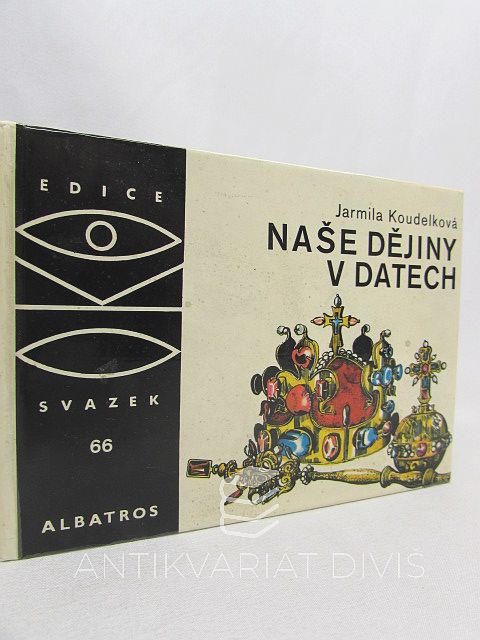 EDICE
SVAZEK
66
ALBATROS
Jarmila Koudelková
NAŠE DĚJINY
V DATECH
ANTIKVARIÁT DIVIŠ